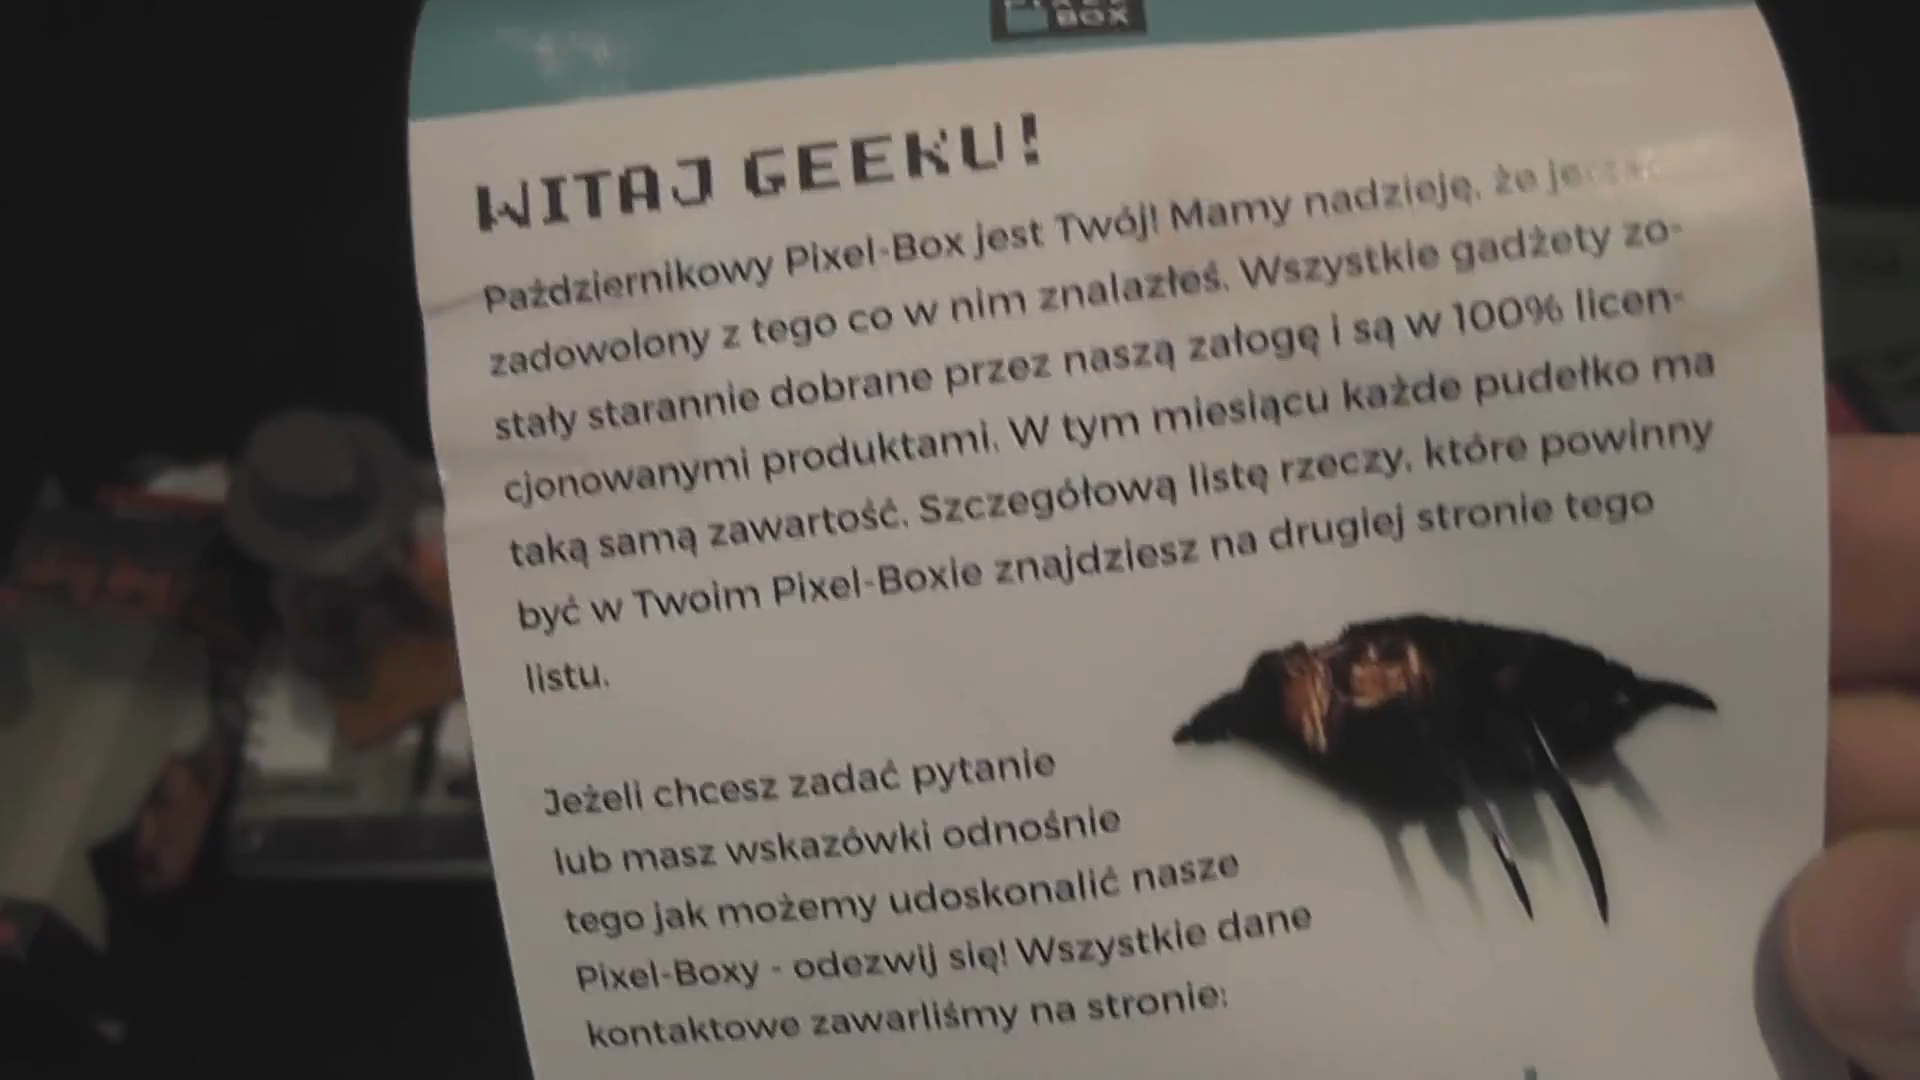 BOX
WITAJ GEEKU!
Październikowy Pixel-Box jest Twój! Mamy nadzieję, że
zadowolony z tego co w nim znalazłeś. Wszystkie gadżety zo-
stały starannie dobrane przez naszą załogę i są w 100% licen-
cjonowanymi produktami. W tym miesiącu każde pudełko ma
taką samą zawartość. Szczegółową listę rzeczy, które powinny
być w Twoim Pixel-Boxie znajdziesz na drugiej stronie tego
listu.
Jeżeli chcesz zadać pytanie
lub masz wskazówki odnośnie
tego jak możemy udoskonalić nasze
Pixel-Boxy - odezwij się! Wszystkie dane
kontaktowe zawarliśmy na stronie: